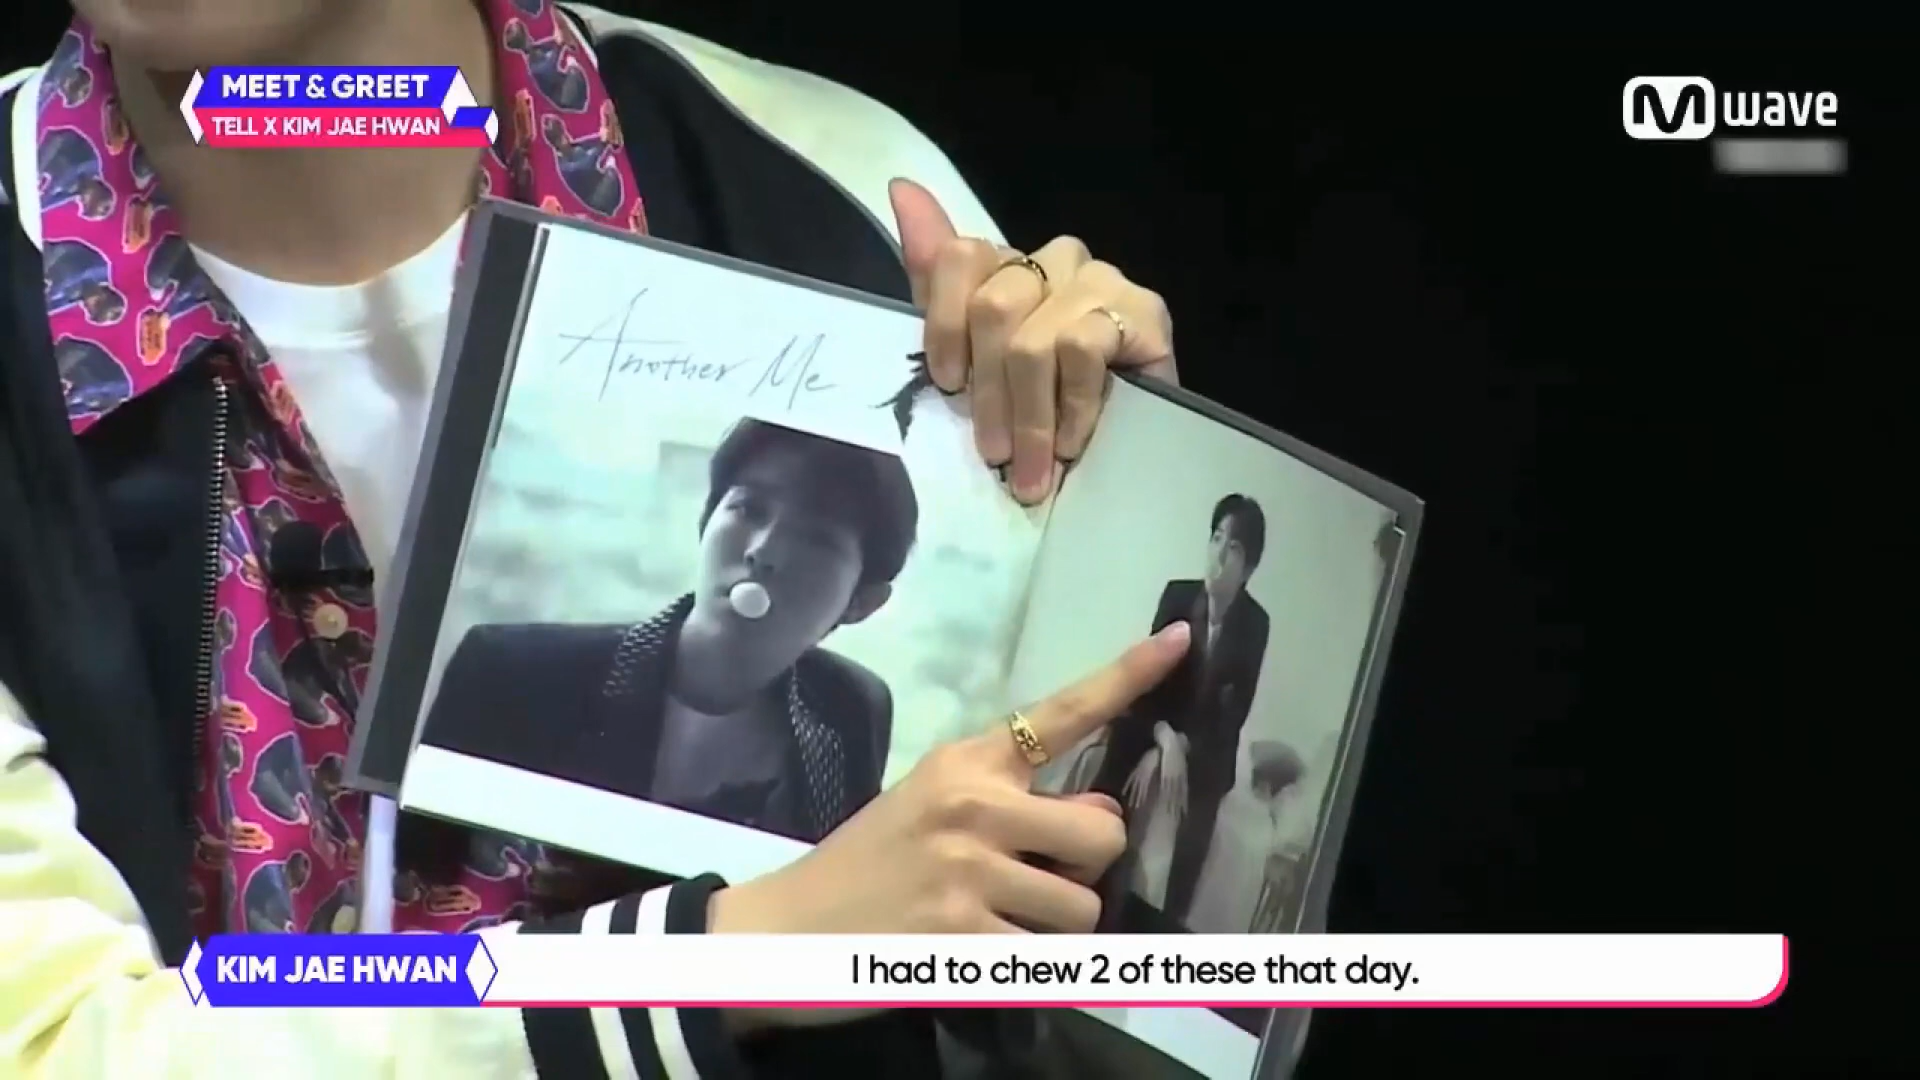 MEET & GREET
TELL X KIM JAE HWAN
M wave
Another Me
KIM JAE HWAN
I had to chew 2 of these that day.